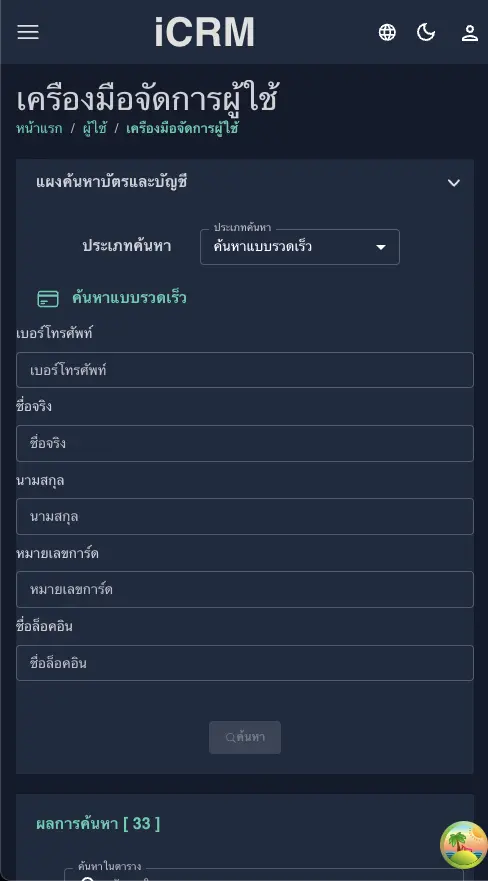 iCRM
เครื่องมือจัดการผู้ใช้
หน้าแรก / ผู้ใช้ / เครื่องมือจัดการผู้ใช้
แผงค้นหาบัตรและบัญชี
ประเภทค้นหา
ประเภทค้นหา
ค้นหาแบบรวดเร็ว
ค้นหาแบบรวดเร็ว
เบอร์โทรศัพท์
เบอร์โทรศัพท์
ชื่อจริง
ชื่อจริง
นามสกุล
นามสกุล
หมายเลขการ์ด
หมายเลขการ์ด
ชื่อล็อคอิน
ชื่อล็อคอิน
ค้นหา
ผลการค้นหา [ 33 ]
ค้นหาในตาราง